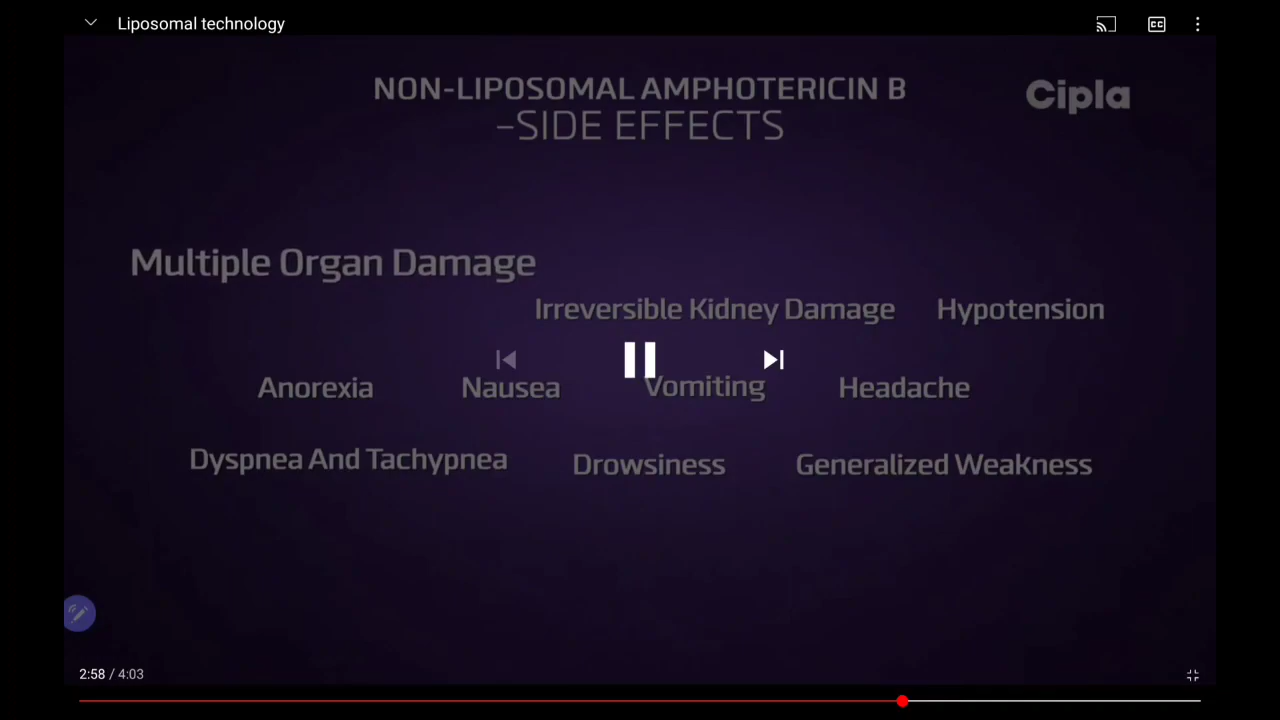 Liposomal technology
CC
NON-LIPOSOMAL AMPHOTERICIN B
Cipla
–SIDE EFFECTS
Multiple Organ Damage
Irreversible Kidney Damage Hypotension
Anorexia Nausea Vomiting Headache
Dyspnea And Tachypnea Drowsiness Generalized Weakness
2:58 / 4:03